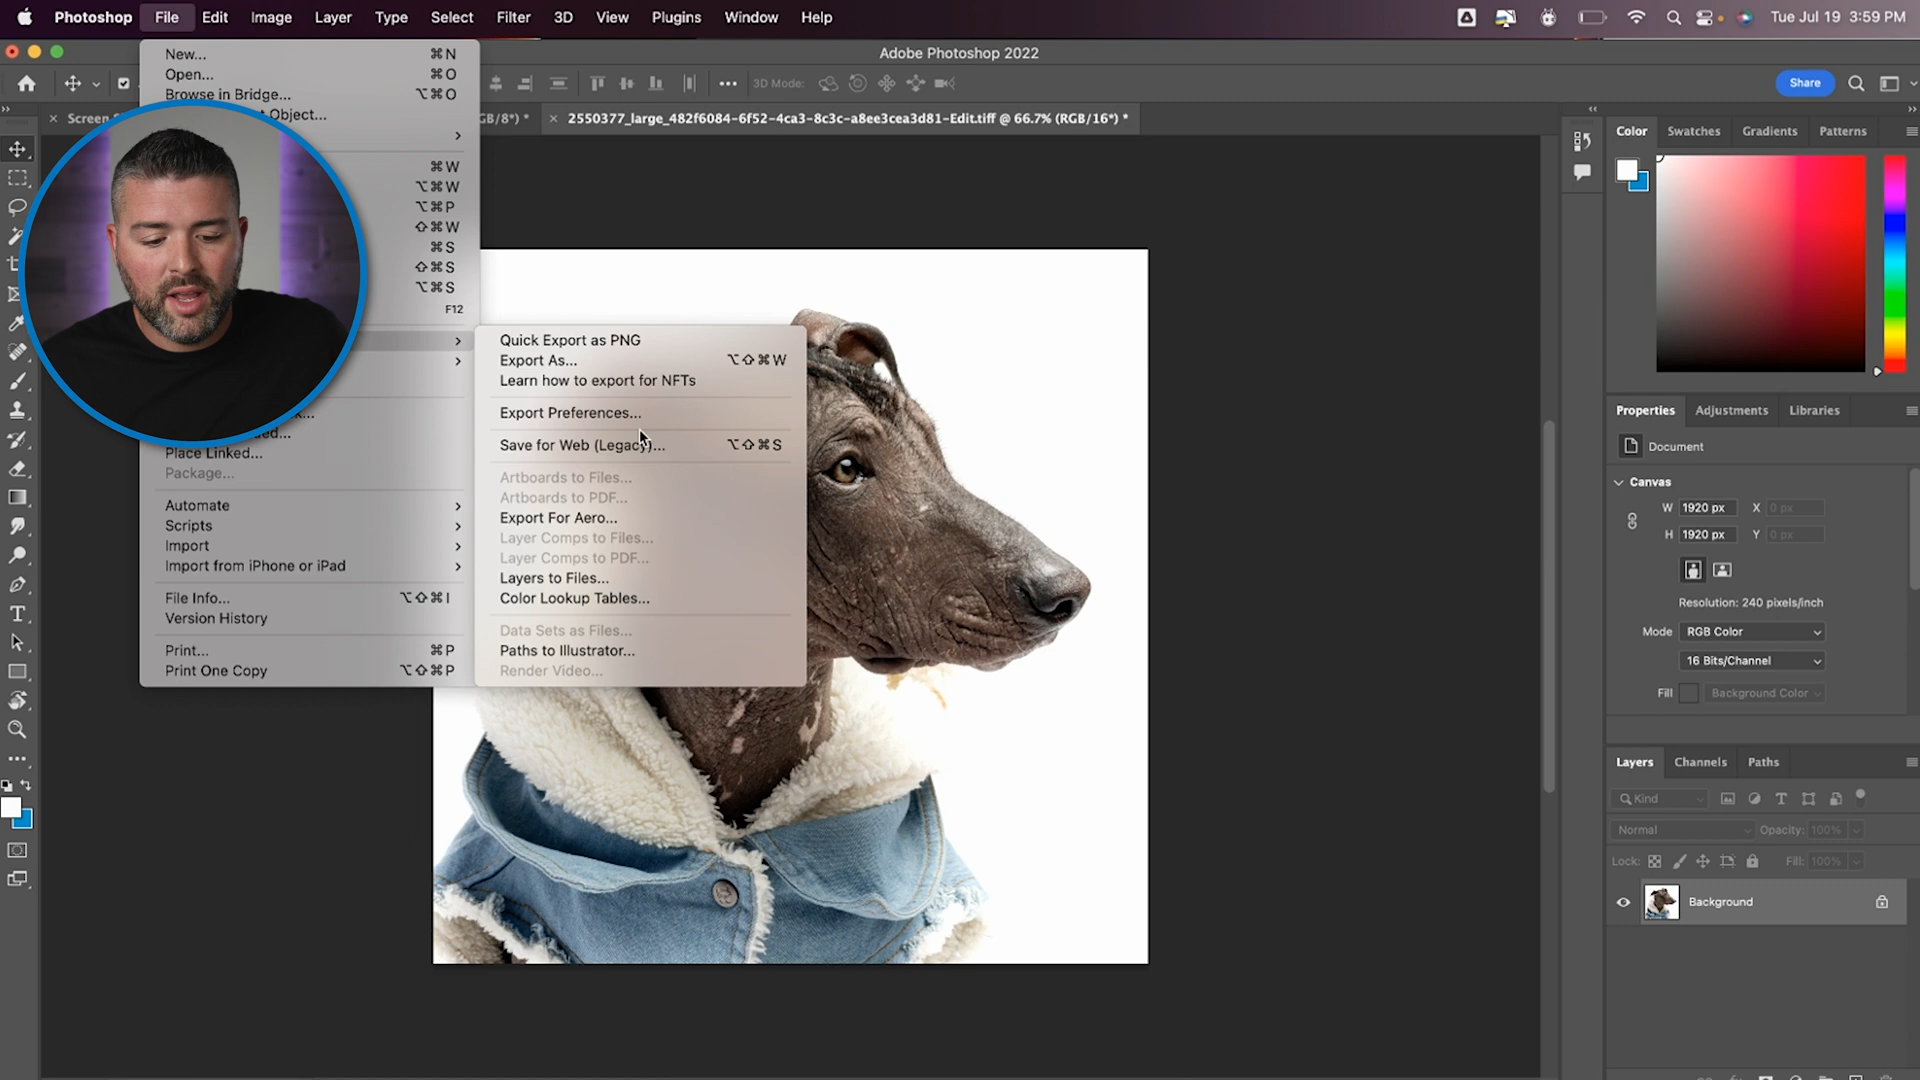 Photoshop File Edit Image Layer Type Select Filter 3D View Plugins Window Help Tue Jul 19 3:59 PM
Adobe Photoshop 2022
New... ⌘N
Open... ⌘O
Browse in Bridge... ⌥⌘O
Object...
⌘W
⌥⌘W
⌥⌘P
⇧⌘W
⌘S
⇧⌘S
⌥⌘S
F12
Place Linked...
Package...
Automate
Scripts
Import
Import from iPhone or iPad
File Info... ⌥⇧⌘I
Version History
Print... ⌘P
Print One Copy ⌥⇧⌘P
Quick Export as PNG
Export As... ⌥⇧⌘W
Learn how to export for NFTs
Export Preferences...
Save for Web (Legacy)... ⌥⇧⌘S
Artboards to Files...
Artboards to PDF...
Export For Aero...
Layer Comps to Files...
Layer Comps to PDF...
Layers to Files...
Color Lookup Tables...
Data Sets as Files...
Paths to Illustrator...
Render Video...
3D Mode:
Share
Screen
GB/8*) *
2550377_large_482f6084-6f52-4ca3-8c3c-a8ee3cea3d81-Edit.tiff @ 66.7% (RGB/16*) *
Color Swatches Gradients Patterns
Properties Adjustments Libraries
Document
Canvas
W 1920 px X 0 px
H 1920 px Y 0 px
Resolution: 240 pixels/inch
Mode RGB Color
16 Bits/Channel
Fill Background Color
Layers Channels Paths
Kind
Normal Opacity: 100%
Lock: Fill: 100%
Background